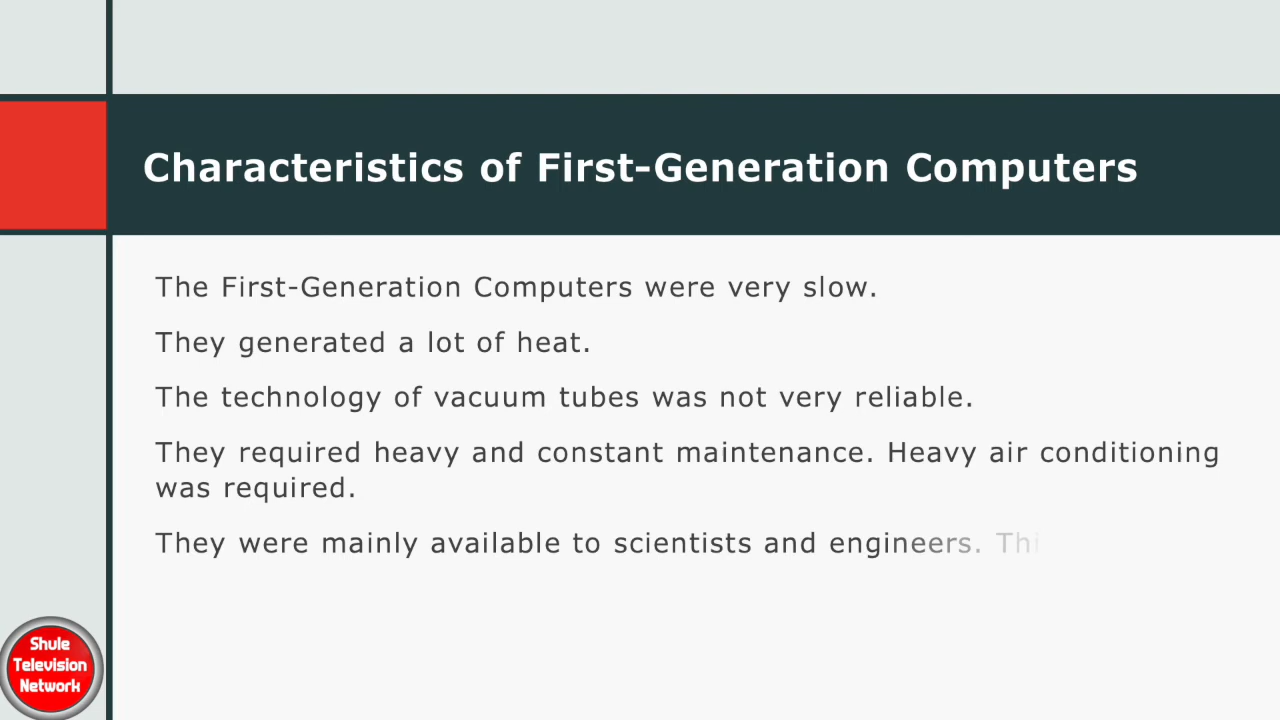 Characteristics of First-Generation Computers
The First-Generation Computers were very slow.
They generated a lot of heat.
The technology of vacuum tubes was not very reliable.
They required heavy and constant maintenance. Heavy air conditioning
was required.
They were mainly available to scientists and engineers.
Shule
Television
Network